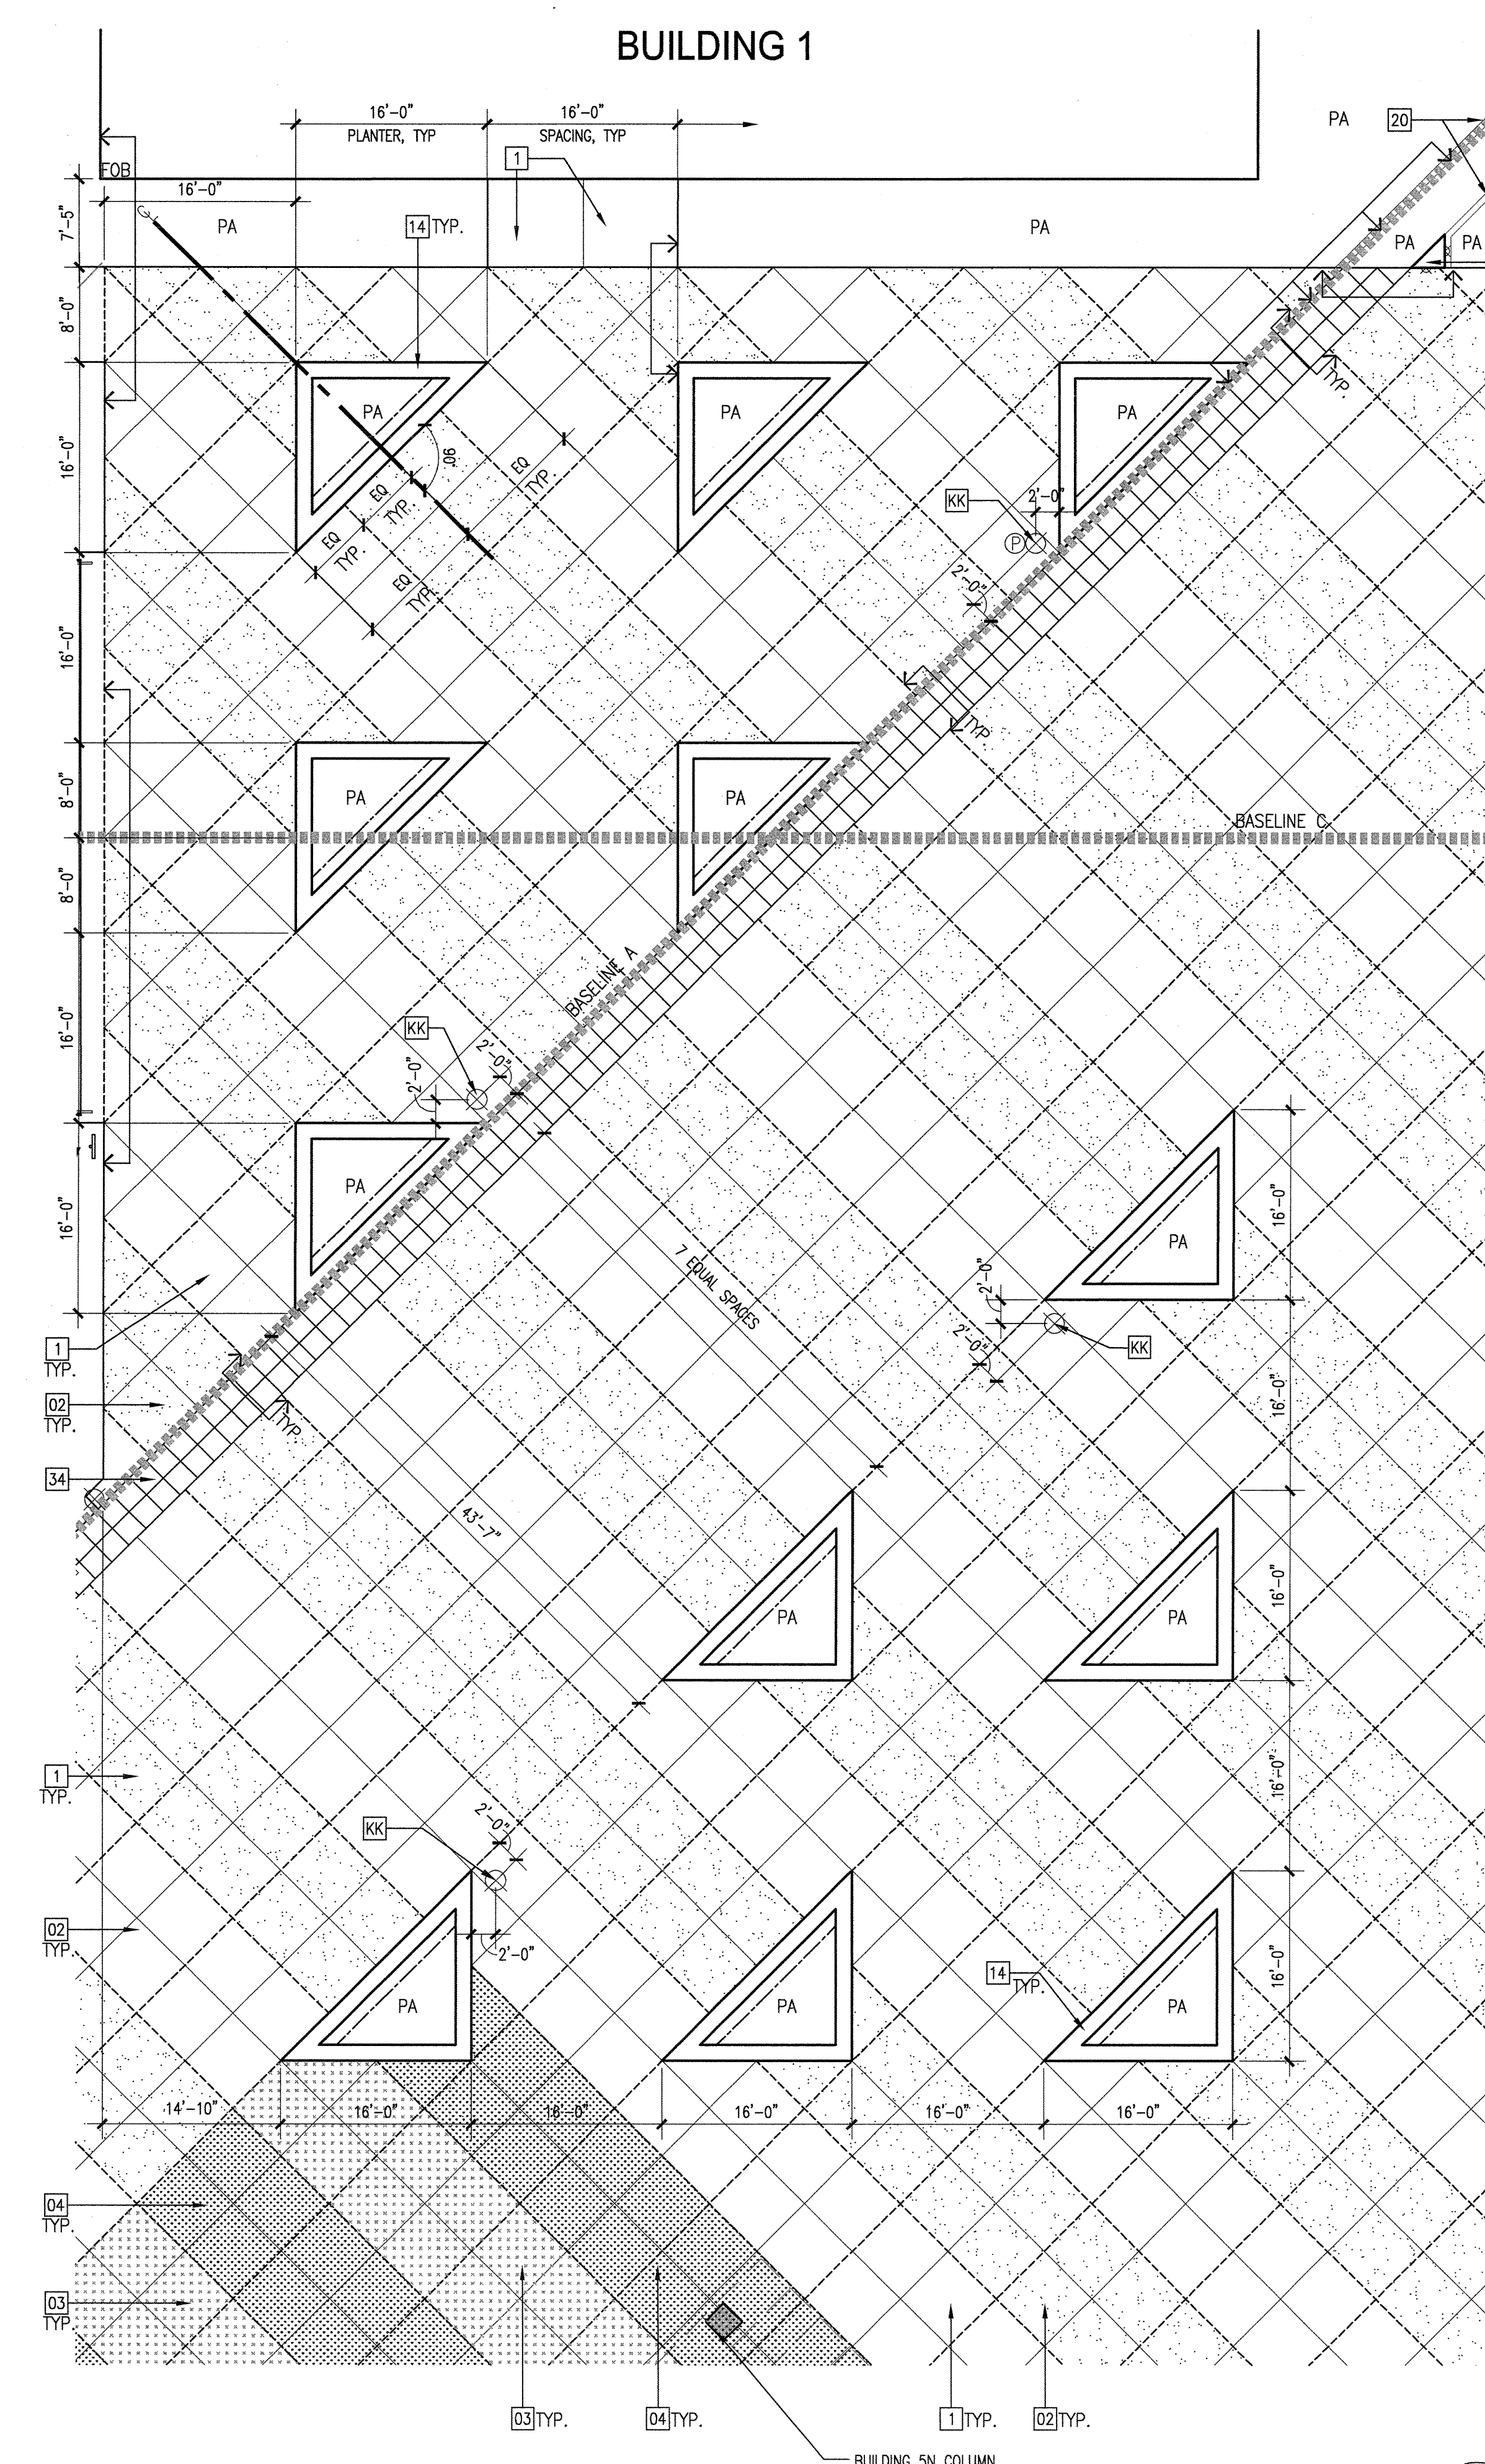 BUILDING 1
16'-0"
PLANTER, TYP
16'-0"
SPACING, TYP
PA
20
1
FOB
16'-0"
7'-5"
PA
14 TYP.
PA
PA
PA
8'-0"
TYP
PA
PA
PA
16'-0"
90°
EQ
TYP.
EQ
TYP.
EQ
TYP.
EQ
TYP.
KK
2'-0"
P
2'-0"
16'-0"
TYP
8'-0"
PA
PA
BASELINE C
8'-0"
BASELINE A
16'-0"
KK
2'-0"
2'-0"
PA
16'-0"
16'-0"
PA
7 EQUAL SPACES
2'-0"
KK
2'-0"
1
TYP.
02
TYP.
TYP
16'-0"
34
43'-7"
PA
PA
16'-0"
1
TYP.
16'-0"
KK
2'-0"
02
TYP.
2'-0"
14
TYP.
16'-0"
PA
PA
PA
14'-10"
16'-0"
16'-0"
16'-0"
16'-0"
16'-0"
04
TYP.
03
TYP
03 TYP.
04 TYP.
1 TYP.
02 TYP.
BUILDING 5N COLUMN